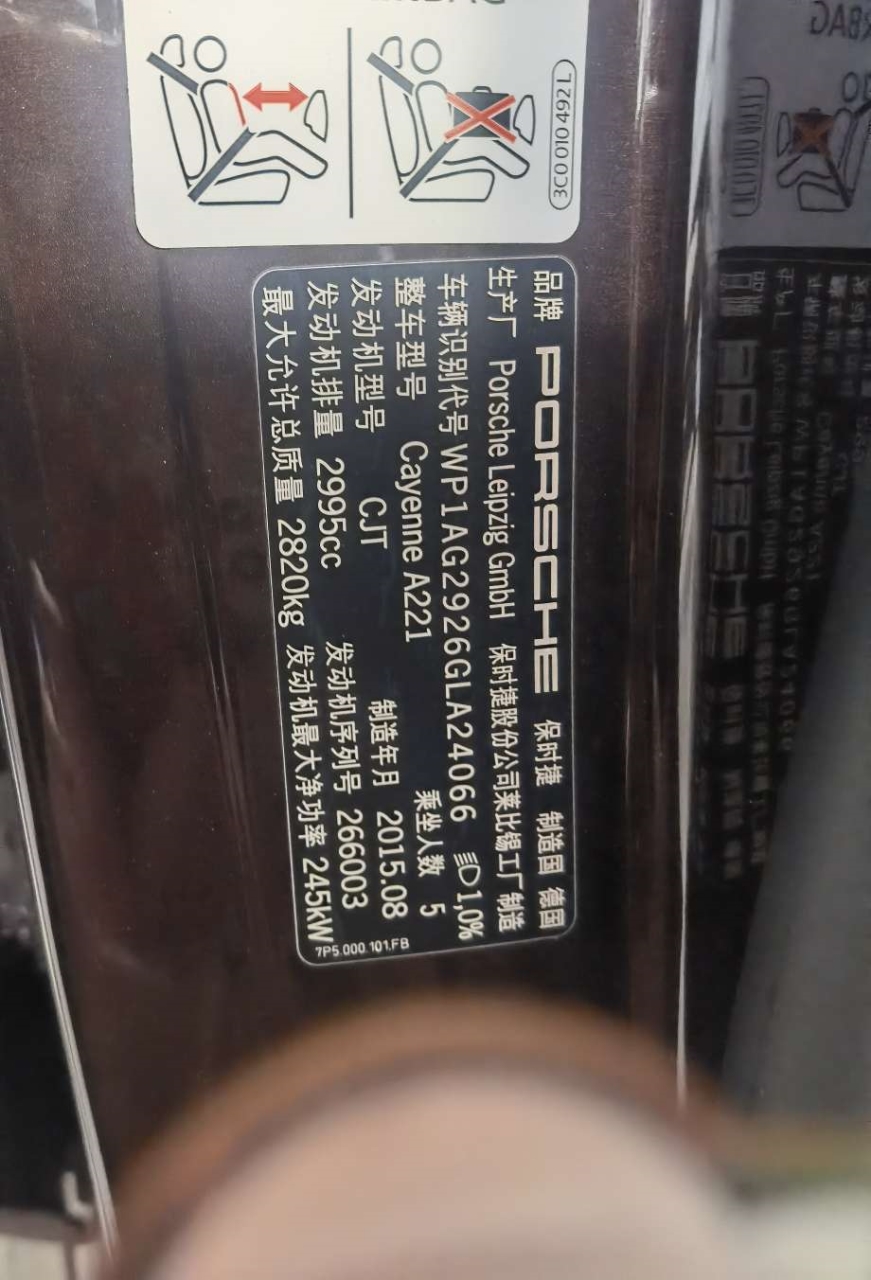 3C0 010 492 L
品牌 PORSCHE 保时捷 制造国 德国
生产厂 Porsche Leipzig GmbH 保时捷股份公司莱比锡工厂制造
车辆识别代号 WP1AG2926GLA24066 1,0%
整车型号 Cayenne A221 乘坐人数 5
发动机型号 CJT 制造年月 2015.08
发动机排量 2995cc 发动机序列号 266003
最大允许总质量 2820kg 发动机最大净功率 245kW
7P5.000.101.FB